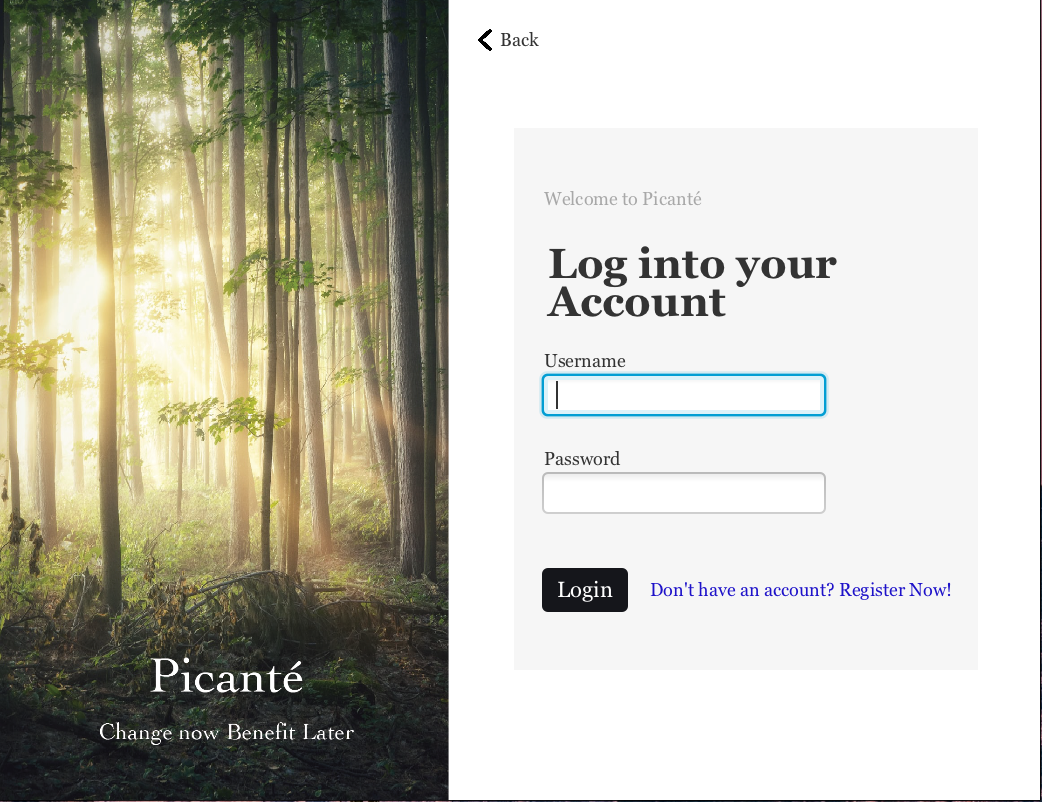 Back
Welcome to Picanté
Log into your
Account
Username
Password
Login
Don't have an account? Register Now!
Picanté
Change now Benefit Later